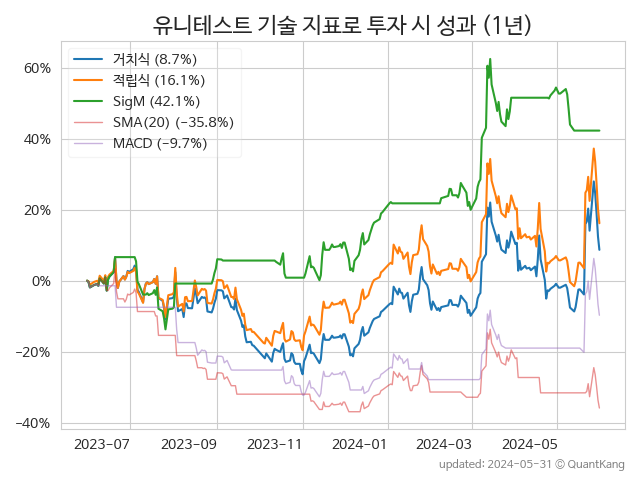 유니테스트 기술 지표로 투자 시 성과 (1년)
60%
40%
20%
0%
−20%
−40%
거치식 (8.7%)
적립식 (16.1%)
SigM (42.1%)
SMA(20) (−35.8%)
MACD (−9.7%)
2023−07
2023−09
2023−11
2024−01
2024−03
2024−05
updated: 2024-05-31 © QuantKang